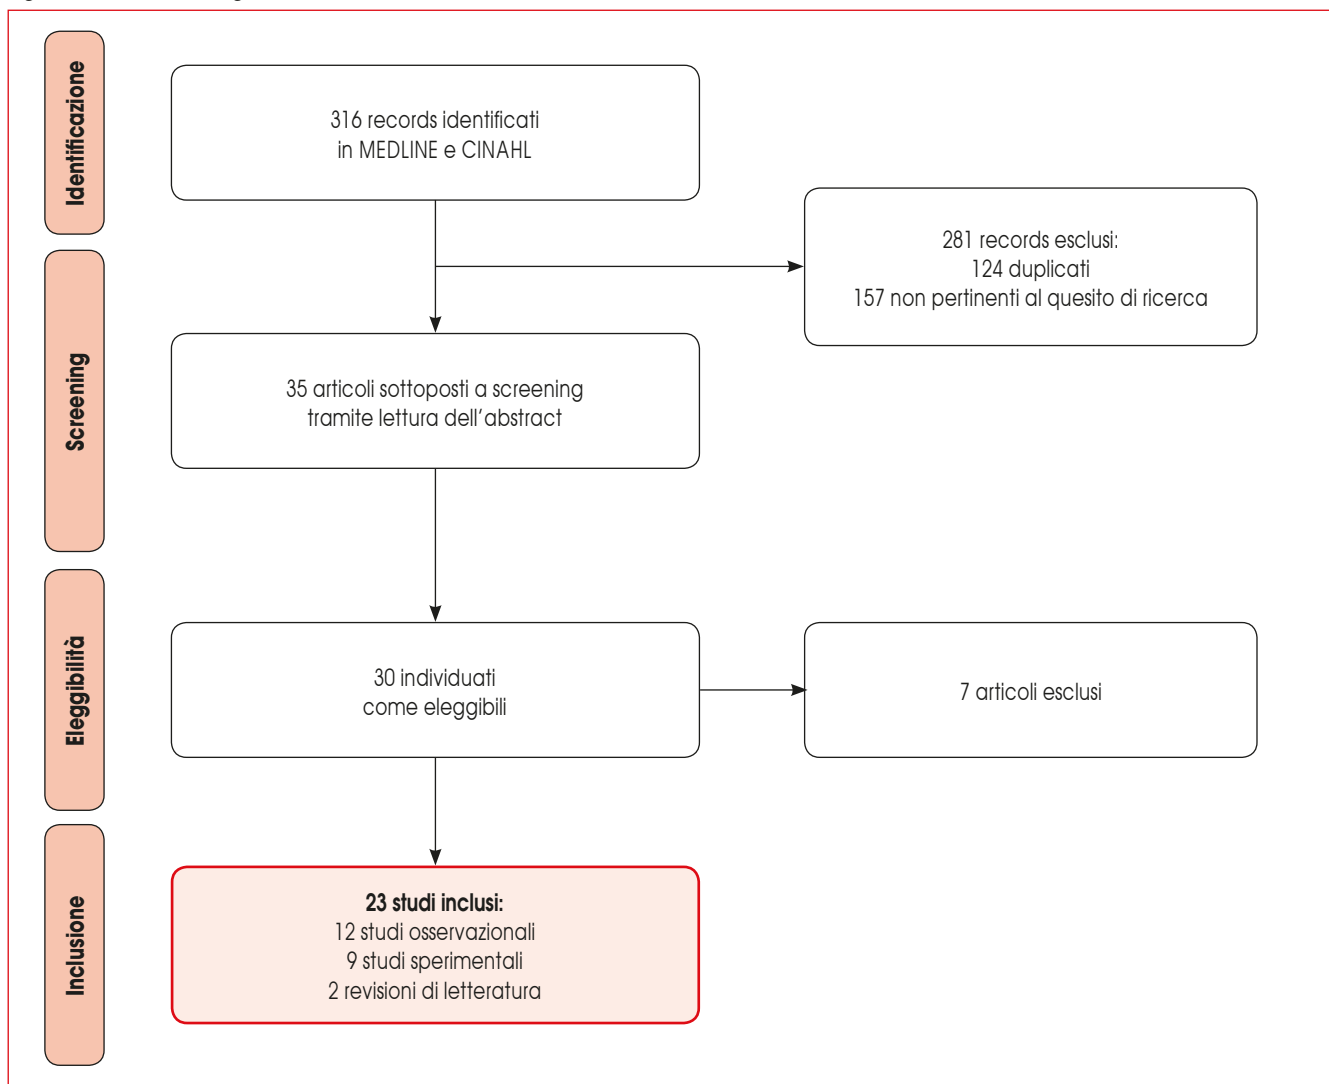 Identificazione
316 records identificati
in MEDLINE e CINAHL
281 records esclusi:
124 duplicati
157 non pertinenti al quesito di ricerca
Screening
35 articoli sottoposti a screening
tramite lettura dell’abstract
Eleggibilità
30 individuati
come eleggibili
7 articoli esclusi
Inclusione
23 studi inclusi:
12 studi osservazionali
9 studi sperimentali
2 revisioni di letteratura